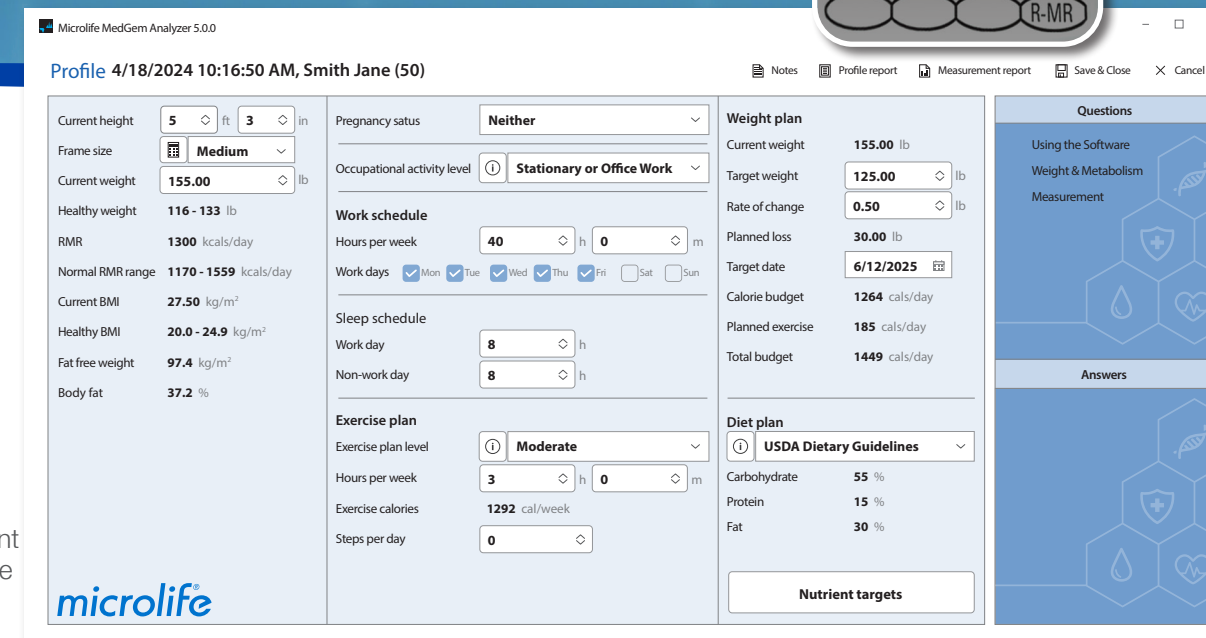 R-MR
Microlife MedGem Analyzer 5.0.0
Profile 4/18/2024 10:16:50 AM, Smith Jane (50)
Notes Profile report Measurement report Save & Close Cancel
Current height 5 ft 3 in
Frame size Medium
Current weight 155.00 lb
Healthy weight 116 - 133 lb
RMR 1300 kcals/day
Normal RMR range 1170 - 1559 kcals/day
Current BMI 27.50 kg/m²
Healthy BMI 20.0 - 24.9 kg/m²
Fat free weight 97.4 kg/m²
Body fat 37.2 %
microlife®
Pregnancy satus Neither
Occupational activity level Stationary or Office Work
Work schedule
Hours per week 40 h 0 m
Work days Mon Tue Wed Thu Fri Sat Sun
Sleep schedule
Work day 8 h
Non-work day 8 h
Exercise plan
Exercise plan level Moderate
Hours per week 3 h 0 m
Exercise calories 1292 cal/week
Steps per day 0
Weight plan
Current weight 155.00 lb
Target weight 125.00 lb
Rate of change 0.50 lb
Planned loss 30.00 lb
Target date 6/12/2025
Calorie budget 1264 cals/day
Planned exercise 185 cals/day
Total budget 1449 cals/day
Diet plan
USDA Dietary Guidelines
Carbohydrate 55 %
Protein 15 %
Fat 30 %
Nutrient targets
Questions
Using the Software
Weight & Metabolism
Measurement
Answers